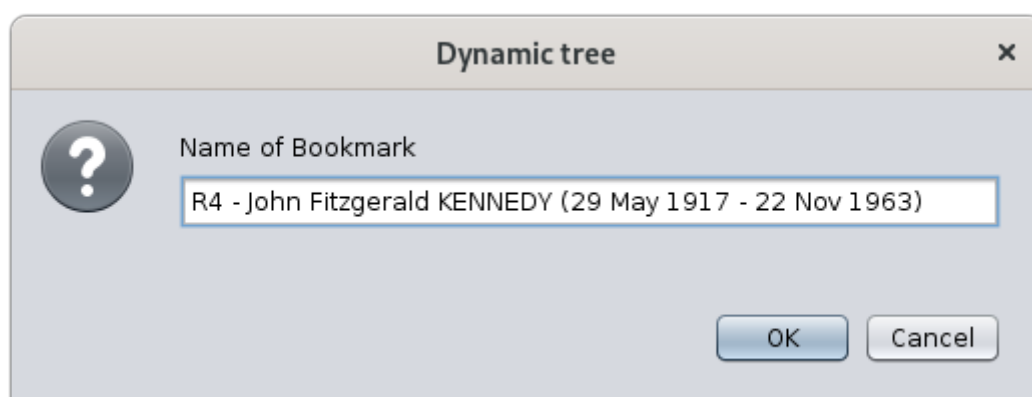 Dynamic tree
Name of Bookmark
R4 - John Fitzgerald KENNEDY (29 May 1917 - 22 Nov 1963)
OK Cancel